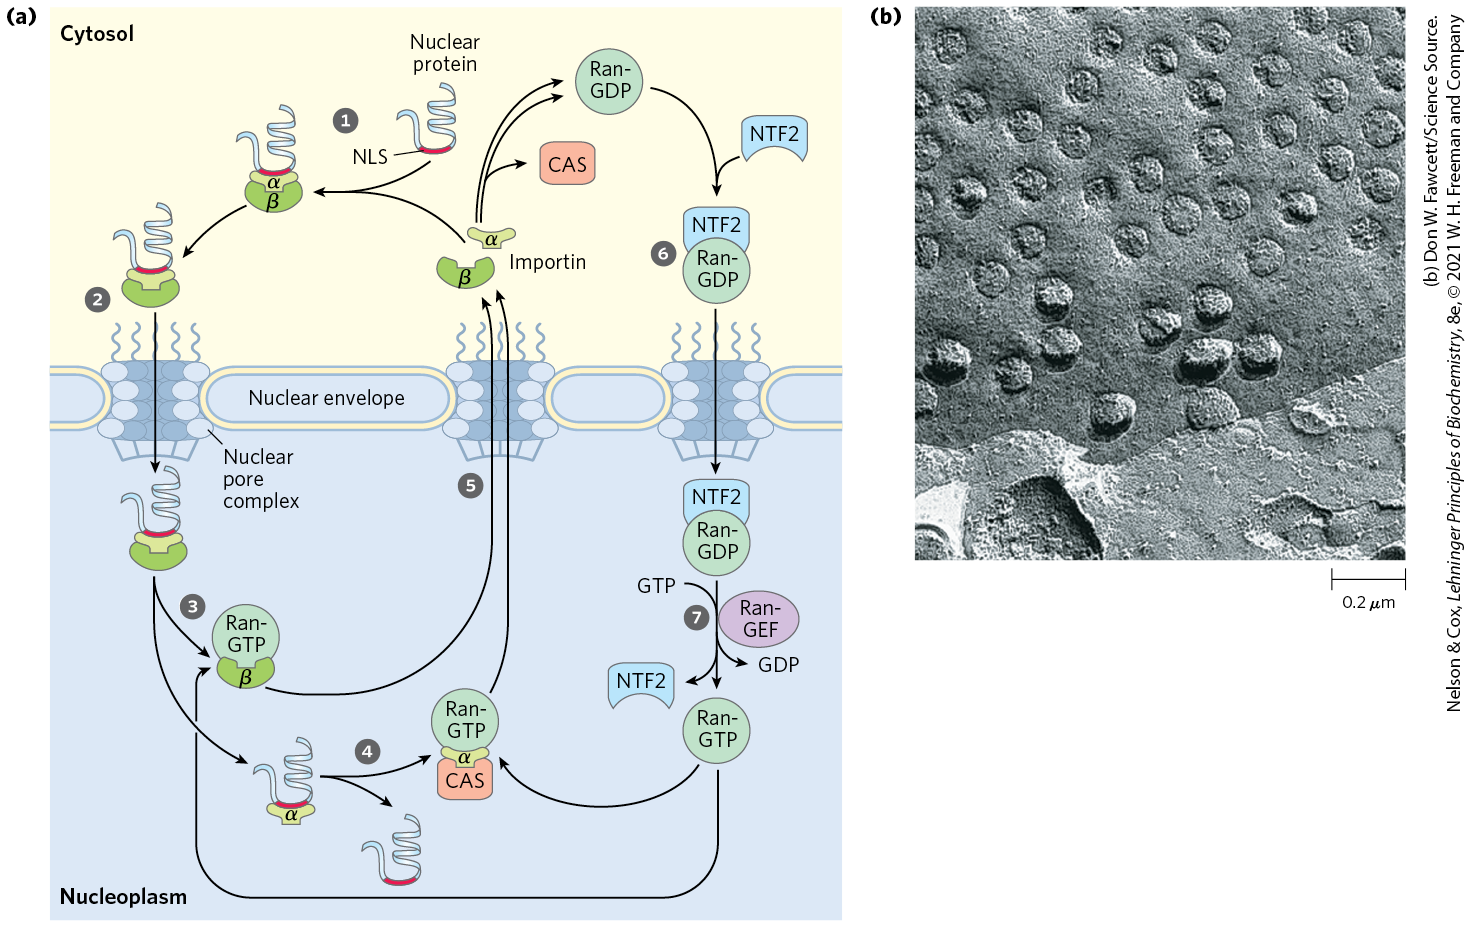 (a)
Cytosol
Nuclear
protein
1
NLS
α
β
2
Ran-
GDP
CAS
NTF2
α
Importin
β
NTF2
6
Ran-
GDP
Nuclear envelope
Nuclear
pore
complex
5
NTF2
Ran-
GDP
GTP
7
Ran-
GEF
GDP
NTF2
Ran-
GTP
3
Ran-
GTP
β
4
Ran-
GTP
α
CAS
α
Nucleoplasm
(b)
0.2 μm
(b) Don W. Fawcett/Science Source.
Nelson & Cox, Lehninger Principles of Biochemistry, 8e, © 2021 W. H. Freeman and Company